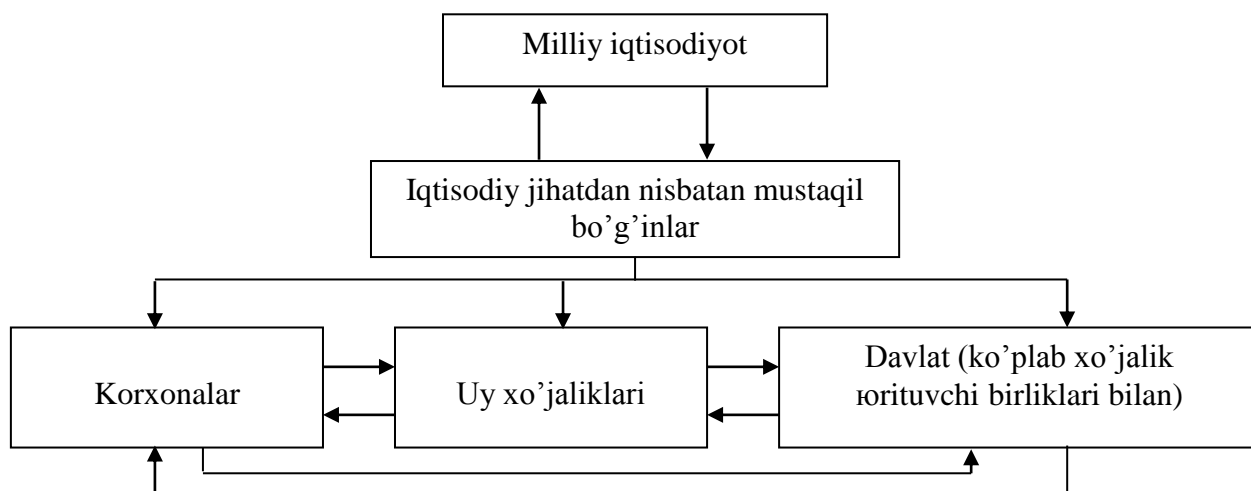 Milliy iqtisodiyot
Iqtisodiy jihatdan nisbatan mustaqil
bo’g’inlar
Korxonalar
Uy xo’jaliklari
Davlat (ko’plab xo’jalik
юrituvchi birliklari bilan)